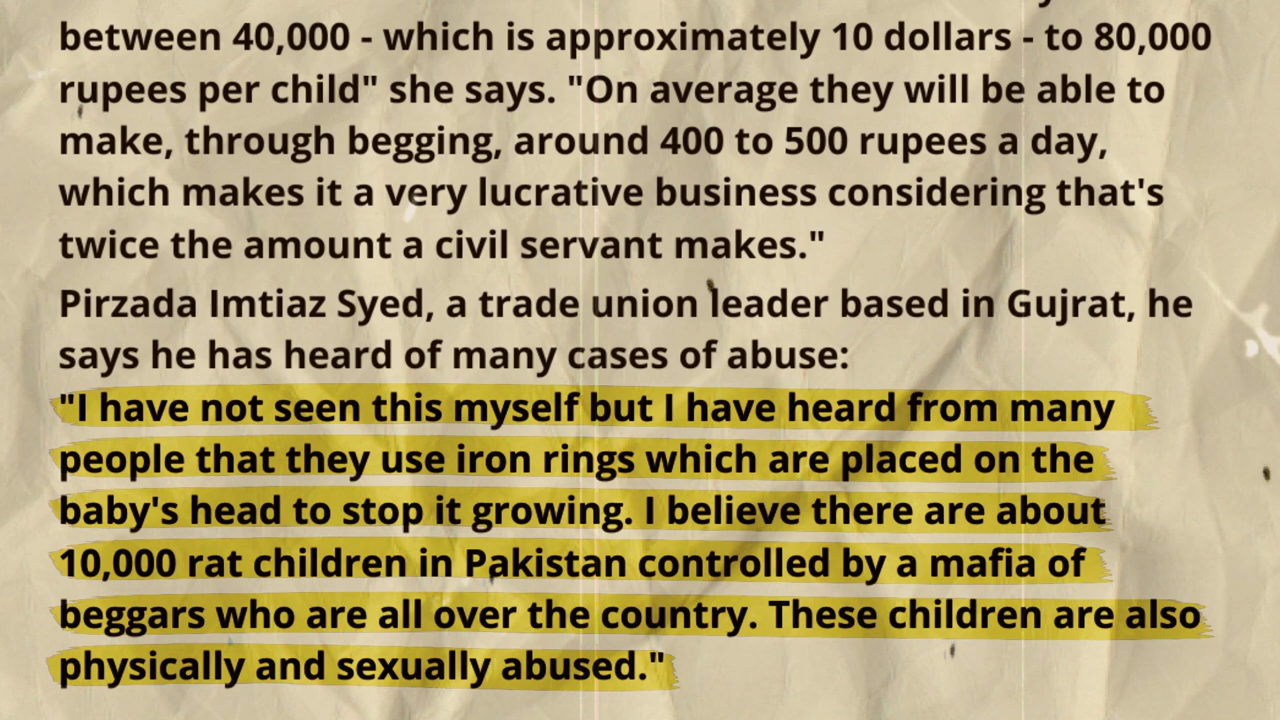 between 40,000 - which is approximately 10 dollars - to 80,000
rupees per child" she says. "On average they will be able to
make, through begging, around 400 to 500 rupees a day,
which makes it a very lucrative business considering that's
twice the amount a civil servant makes."
Pirzada Imtiaz Syed, a trade union leader based in Gujrat, he
says he has heard of many cases of abuse:
"I have not seen this myself but I have heard from many
people that they use iron rings which are placed on the
baby's head to stop it growing. I believe there are about
10,000 rat children in Pakistan controlled by a mafia of
beggars who are all over the country. These children are also
physically and sexually abused."